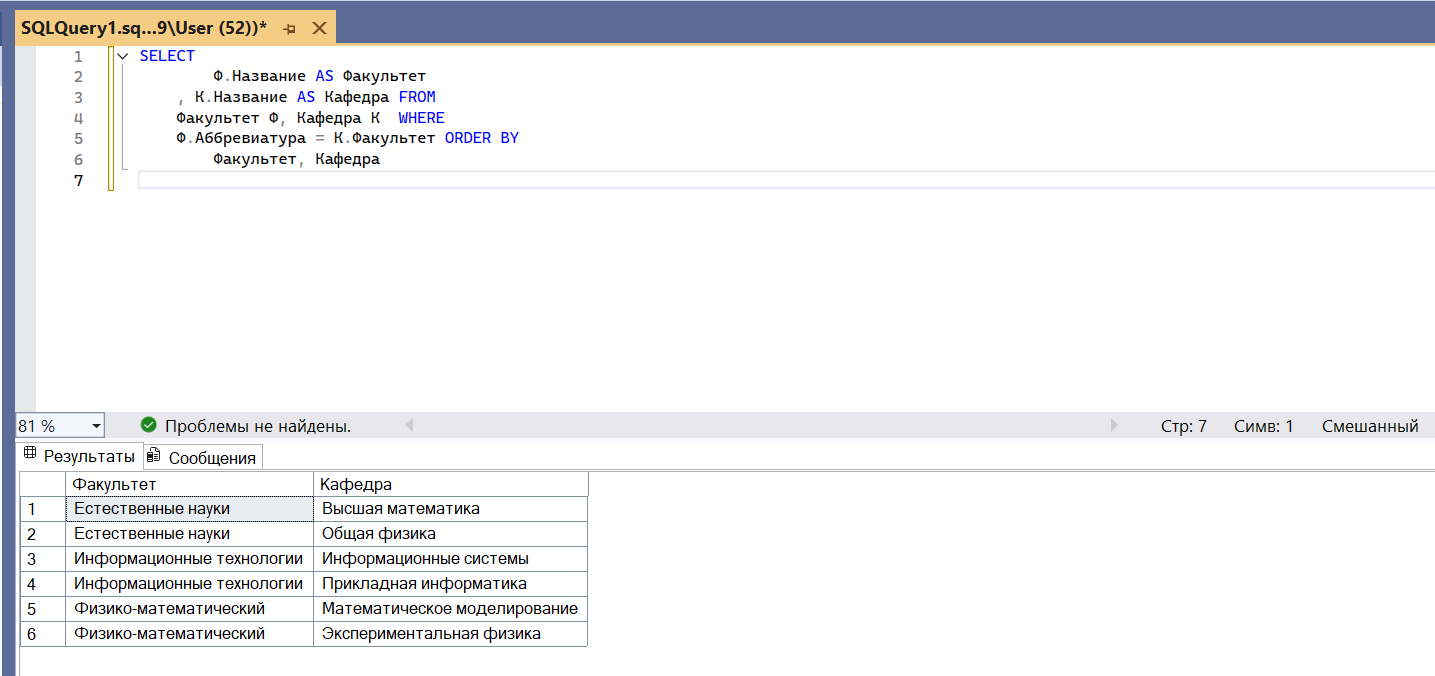 SQLQuery1.sq...9\User (52))*
1 SELECT
2 Ф.Название AS Факультет
3 , К.Название AS Кафедра FROM
4 Факультет Ф, Кафедра К  WHERE
5 Ф.Аббревиатура = К.Факультет ORDER BY
6 Факультет, Кафедра
7
81 % Проблемы не найдены. Стр: 7 Симв: 1 Смешанный
Результаты Сообщения
Факультет Кафедра
1 Естественные науки Высшая математика
2 Естественные науки Общая физика
3 Информационные технологии Информационные системы
4 Информационные технологии Прикладная информатика
5 Физико-математический Математическое моделирование
6 Физико-математический Экспериментальная физика